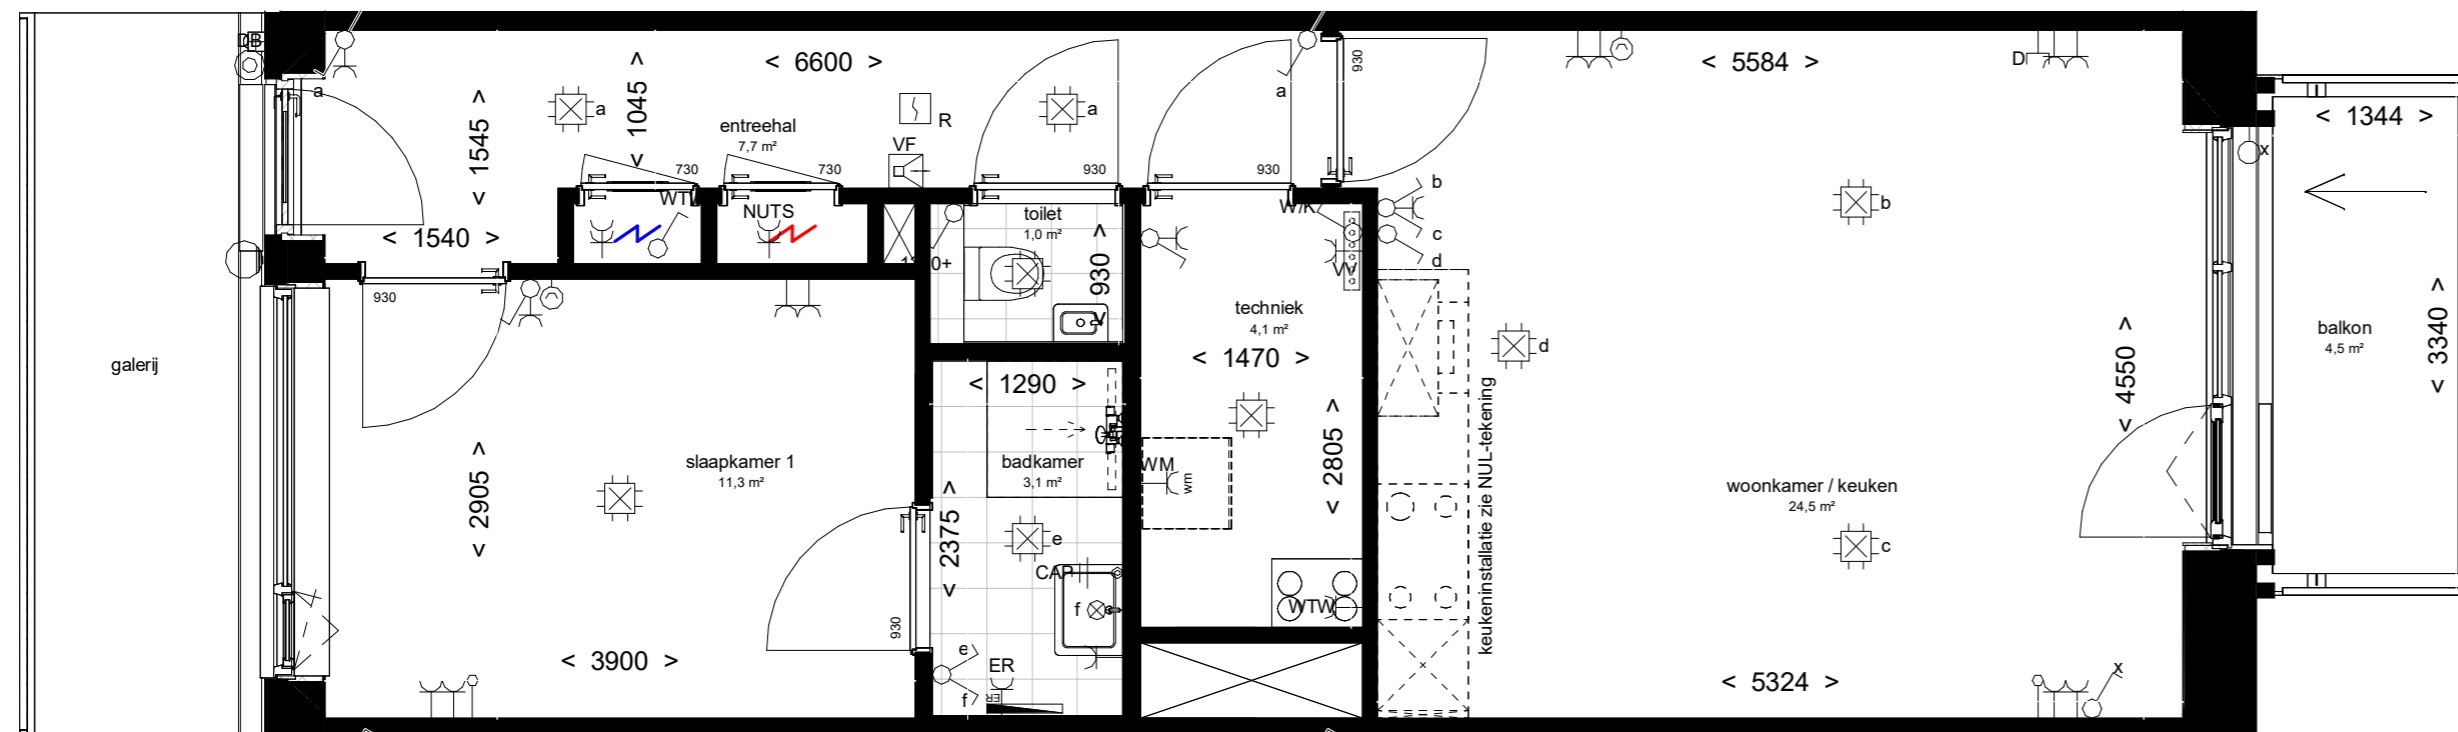 galerij
B
a
< 1545 >
< 1540 >
a
< 1045 >
< 6600 >
entreehal
7,7 m²
730
730
R
VF
a
930
930
a
930
NUTS
toilet
1,0 m²
< 930 >
W/K
b
c
d
930
slaapkamer 1
11,3 m²
< 2905 >
< 3900 >
930
< 1290 >
badkamer
3,1 m²
< 2375 >
e
CAP
f
e
f
ER
ER
techniek
4,1 m²
< 1470 >
< 2805 >
WM
wm
WTW
keukeninstallatie zie NUL-tekening
d
< 5584 >
D
b
woonkamer / keuken
24,5 m²
c
< 4550 >
< 5324 >
x
x
< 1344 >
balkon
4,5 m²
< 3340 >